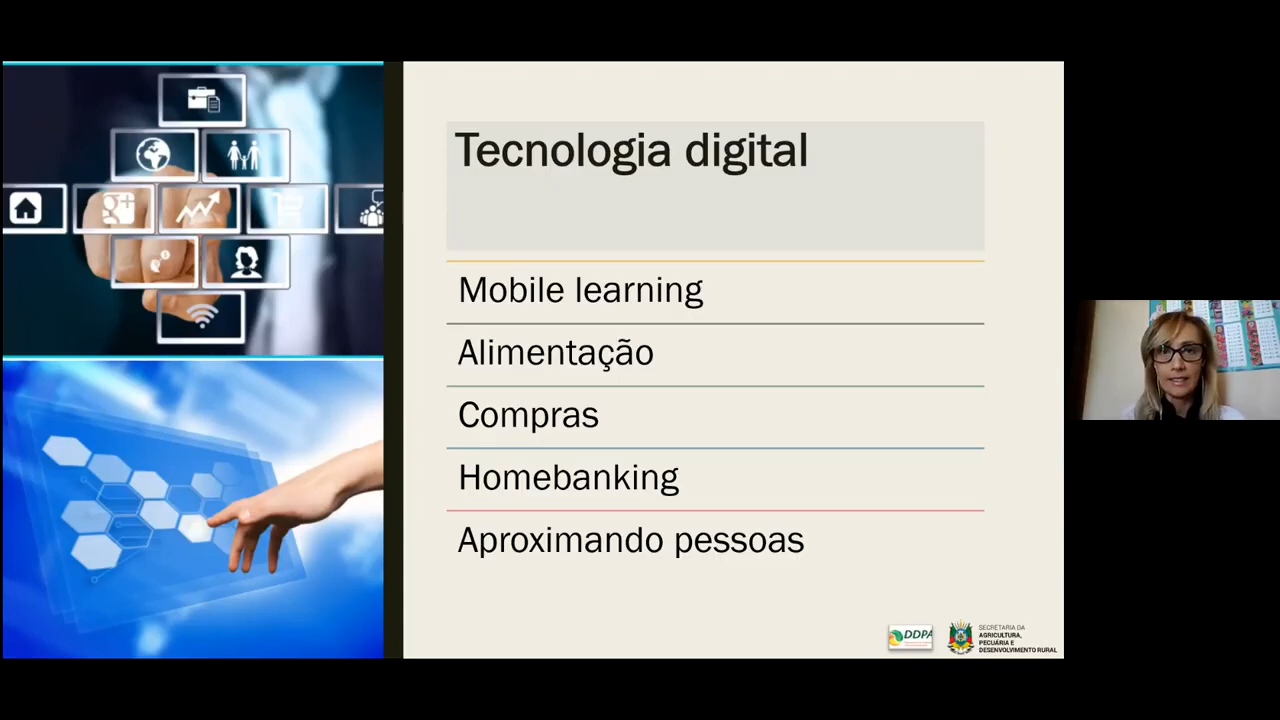 Tecnologia digital
Mobile learning
Alimentação
Compras
Homebanking
Aproximando pessoas
DDPA
SECRETARIA DA
AGRICULTURA,
PECUÁRIA E
DESENVOLVIMENTO RURAL